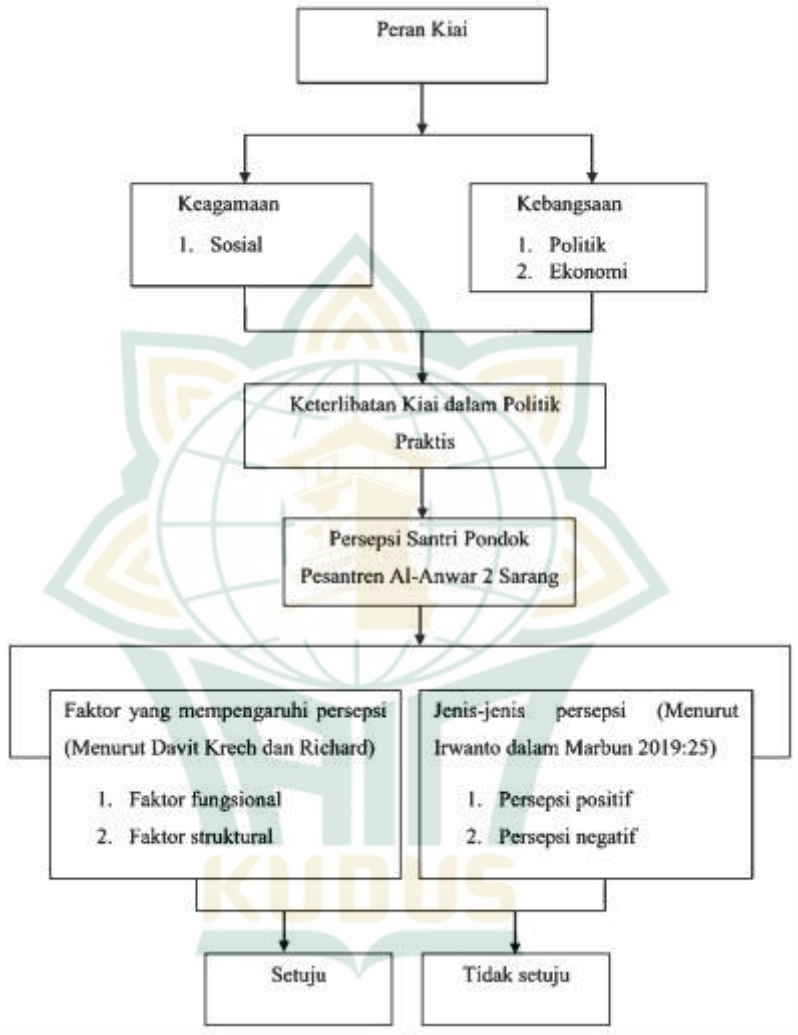 Peran Kiai
Keagamaan
1. Sosial
Kebangsaan
1. Politik
2. Ekonomi
Keterlibatan Kiai dalam Politik
Praktis
Persepsi Santri Pondok
Pesantren Al-Anwar 2 Sarang
Faktor yang mempengaruhi persepsi
(Menurut Davit Krech dan Richard)
1. Faktor fungsional
2. Faktor struktural
Jenis-jenis persepsi (Menurut
Irwanto dalam Marbun 2019:25)
1. Persepsi positif
2. Persepsi negatif
KUDUS
Setuju
Tidak setuju